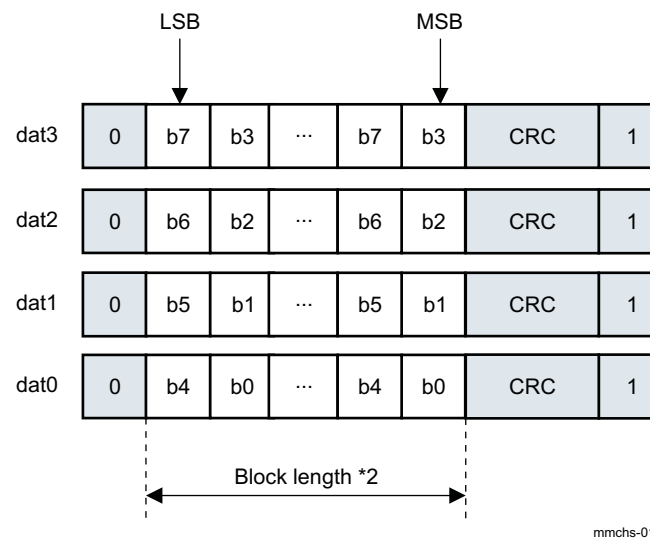 LSB MSB
dat3 0 b7 b3 ... b7 b3 CRC 1
dat2 0 b6 b2 ... b6 b2 CRC 1
dat1 0 b5 b1 ... b5 b1 CRC 1
dat0 0 b4 b0 ... b4 b0 CRC 1
Block length *2